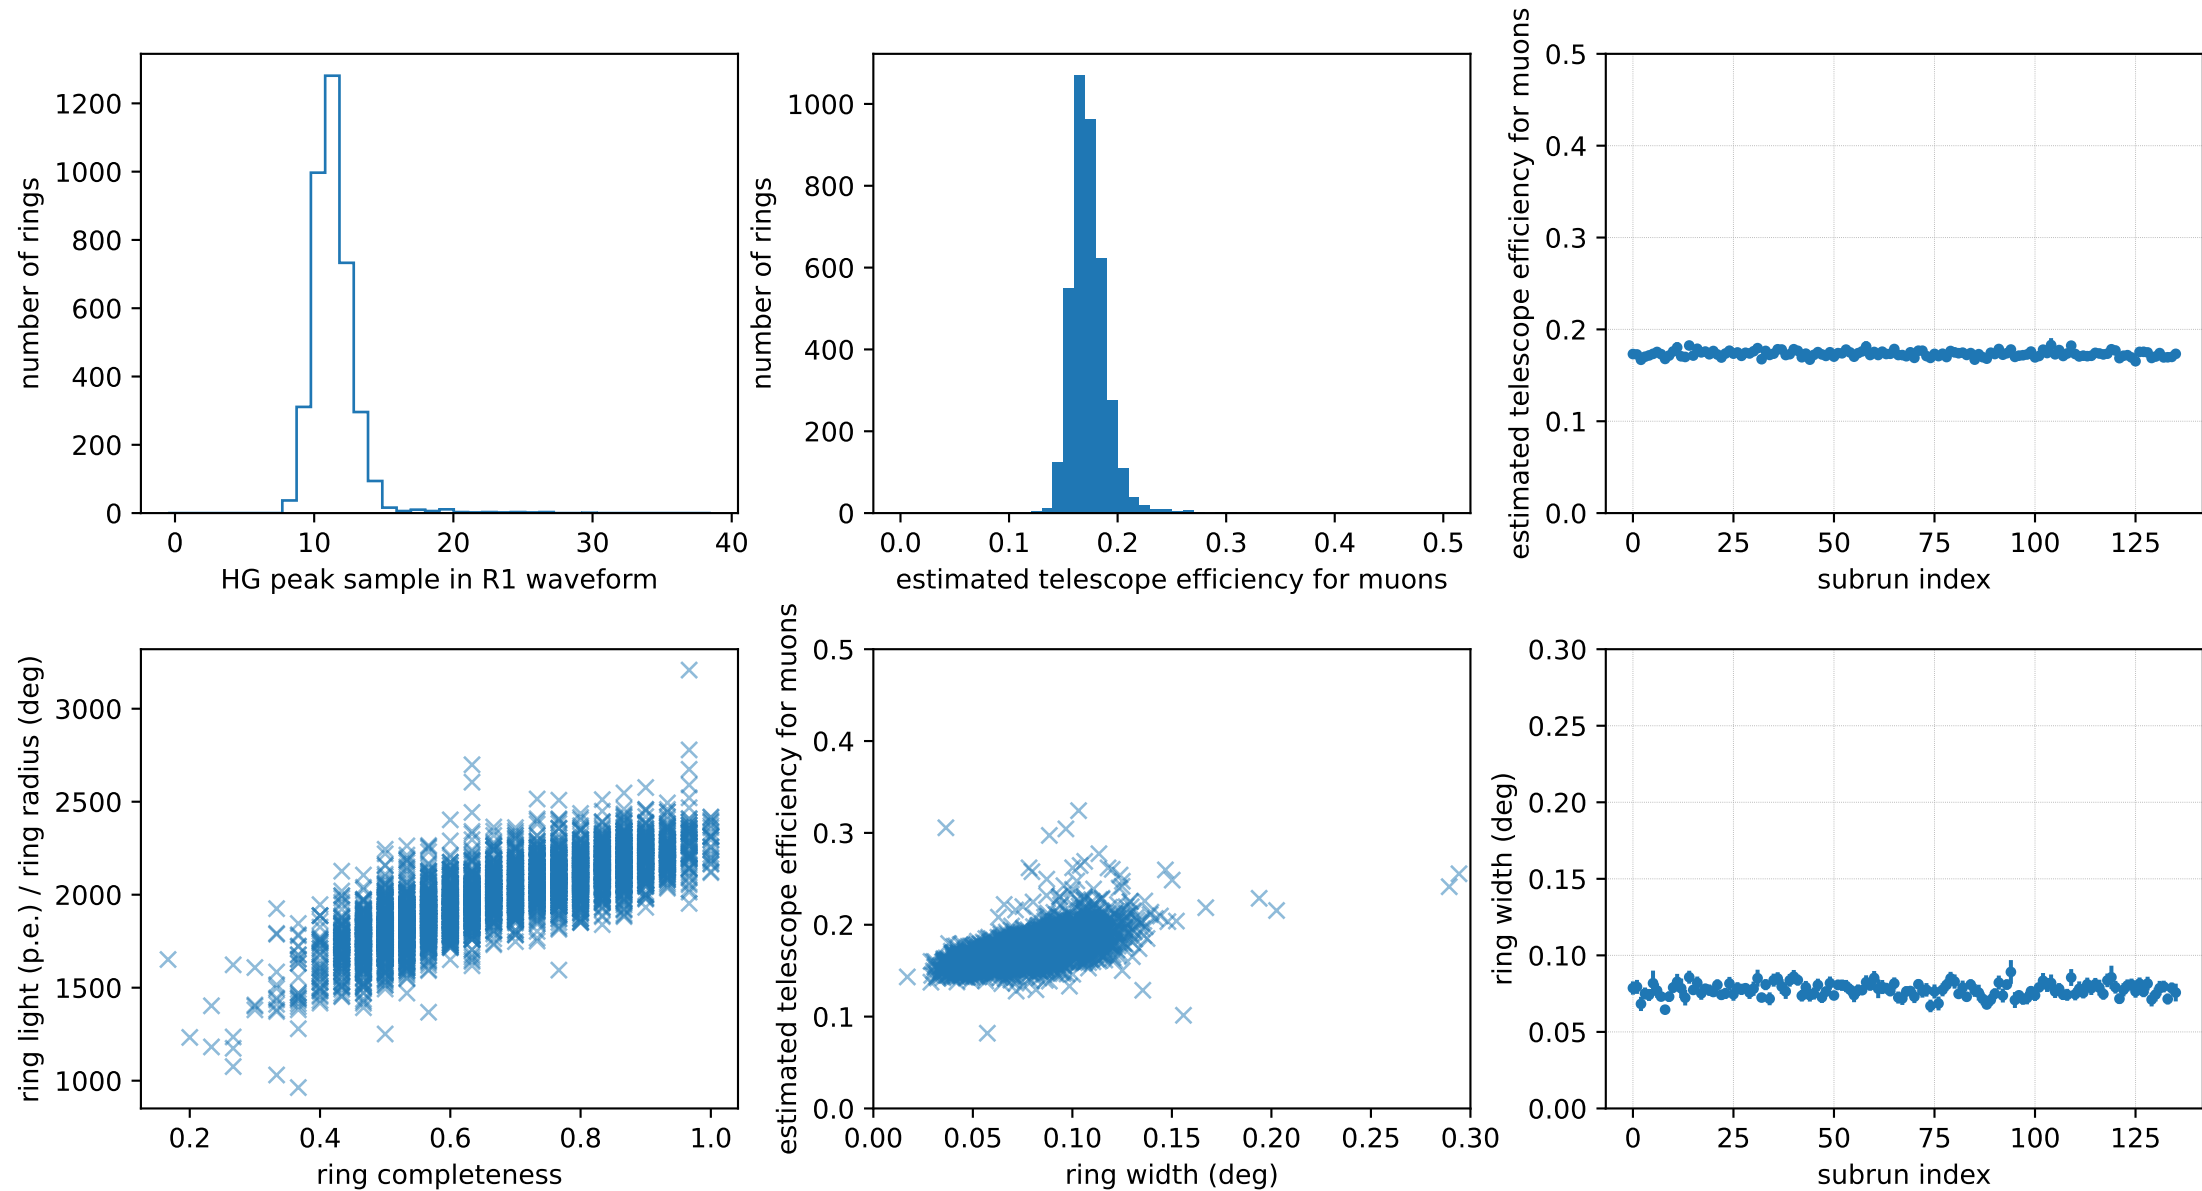 number of rings
1200
1000
800
600
400
200
0
0 10 20 30 40
HG peak sample in R1 waveform
number of rings
1000
800
600
400
200
0
0.0 0.1 0.2 0.3 0.4 0.5
estimated telescope efficiency for muons
estimated telescope efficiency for muons
0.5
0.4
0.3
0.2
0.1
0.0
0 25 50 75 100 125
subrun index
ring light (p.e.) / ring radius (deg)
3000
2500
2000
1500
1000
0.2 0.4 0.6 0.8 1.0
ring completeness
estimated telescope efficiency for muons
0.5
0.4
0.3
0.2
0.1
0.0
0.00 0.05 0.10 0.15 0.20 0.25 0.30
ring width (deg)
ring width (deg)
0.30
0.25
0.20
0.15
0.10
0.05
0.00
0 25 50 75 100 125
subrun index